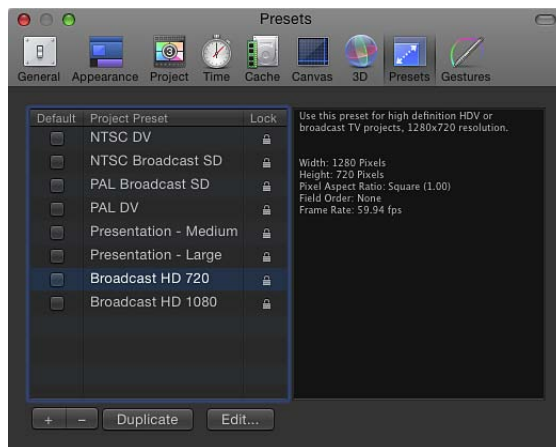 Presets
General Appearance Project Time Cache Canvas 3D Presets Gestures
Default Project Preset Lock
NTSC DV
NTSC Broadcast SD
PAL Broadcast SD
PAL DV
Presentation - Medium
Presentation - Large
Broadcast HD 720
Broadcast HD 1080
Use this preset for high definition HDV or
broadcast TV projects, 1280x720 resolution.
Width: 1280 Pixels
Height: 720 Pixels
Pixel Aspect Ratio: Square (1.00)
Field Order: None
Frame Rate: 59.94 fps
+ - Duplicate Edit...